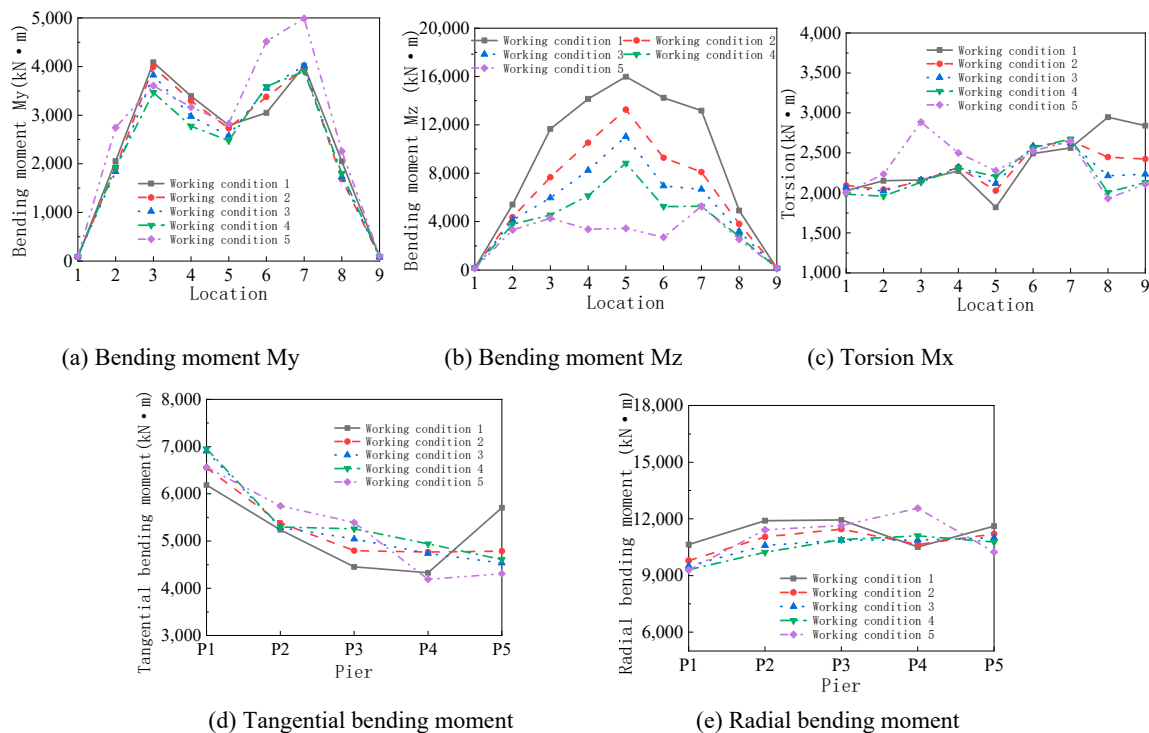 5,000
4,000
3,000
2,000
1,000
0
Bending moment My(kN·m)
Working condition 1
Working condition 2
Working condition 3
Working condition 4
Working condition 5
1 2 3 4 5 6 7 8 9
Location
(a) Bending moment My
20,000
16,000
12,000
8,000
4,000
0
Bending moment Mz (kN·m)
Working condition 1 Working condition 2
Working condition 3 Working condition 4
Working condition 5
1 2 3 4 5 6 7 8 9
Location
(b) Bending moment Mz
4,000
3,500
3,000
2,500
2,000
1,500
1,000
Torsion(kN·m)
Working condition 1
Working condition 2
Working condition 3
Working condition 4
Working condition 5
1 2 3 4 5 6 7 8 9
Location
(c) Torsion Mx
8,000
7,000
6,000
5,000
4,000
3,000
Tangential bending moment(kN·m)
Working condition 1
Working condition 2
Working condition 3
Working condition 4
Working condition 5
P1 P2 P3 P4 P5
Pier
(d) Tangential bending moment
18,000
15,000
12,000
9,000
6,000
Radial bending moment (kN·m)
Working condition 1
Working condition 2
Working condition 3
Working condition 4
Working condition 5
P1 P2 P3 P4 P5
Pier
(e) Radial bending moment